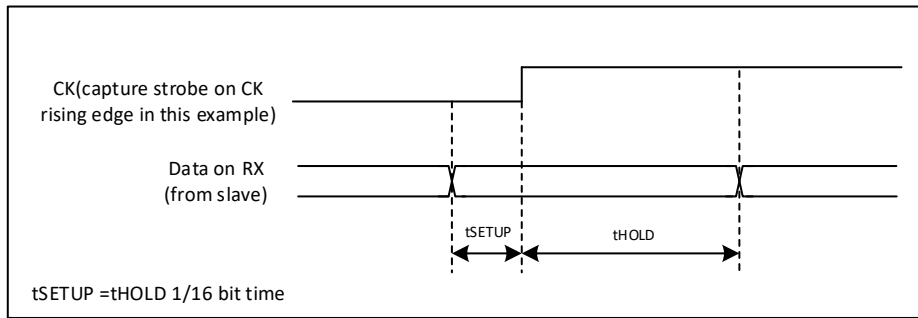 CK(capture strobe on CK
rising edge in this example)
Data on RX
(from slave)
tSETUP
tHOLD
tSETUP =tHOLD 1/16 bit time